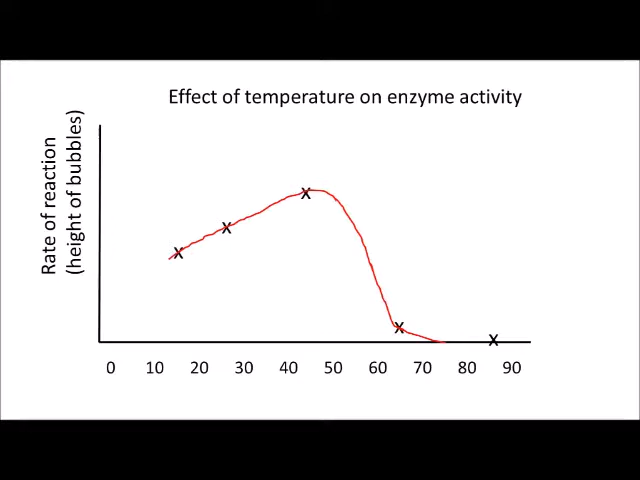 Effect of temperature on enzyme activity
Rate of reaction
(height of bubbles)
0 10 20 30 40 50 60 70 80 90